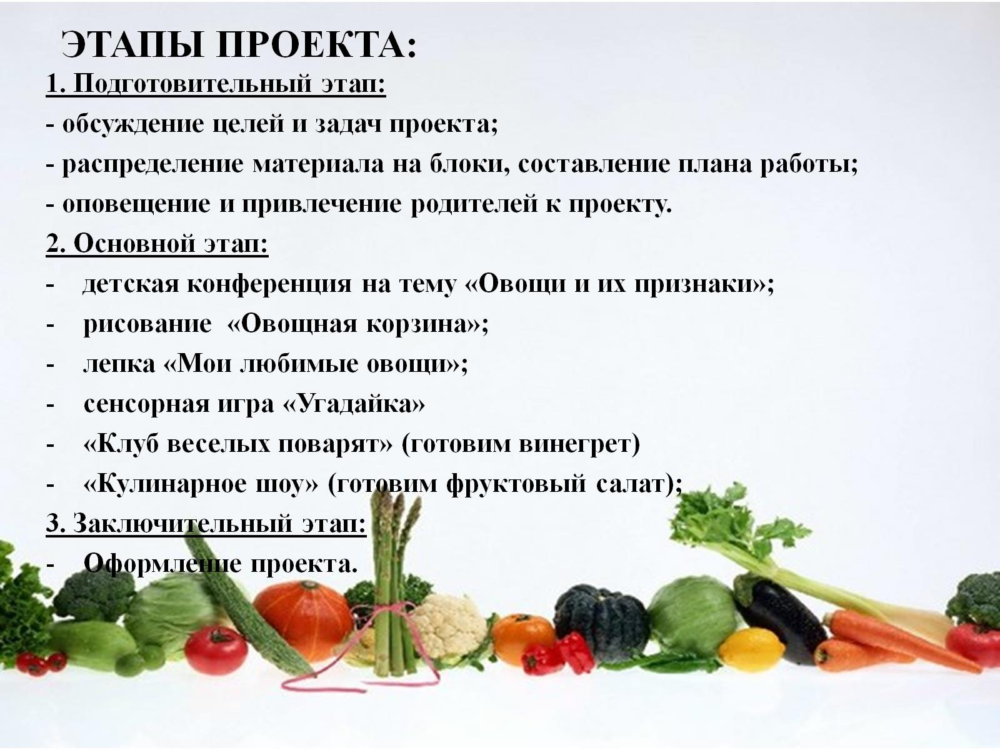 ЭТАПЫ ПРОЕКТА:
1. Подготовительный этап:
- обсуждение целей и задач проекта;
- распределение материала на блоки, составление плана работы;
- оповещение и привлечение родителей к проекту.
2. Основной этап:
- детская конференция на тему «Овощи и их признаки»;
- рисование «Овощная корзина»;
- лепка «Мои любимые овощи»;
- сенсорная игра «Угадайка»
- «Клуб веселых поварят» (готовим винегрет)
- «Кулинарное шоу» (готовим фруктовый салат);
3. Заключительный этап:
- Оформление проекта.